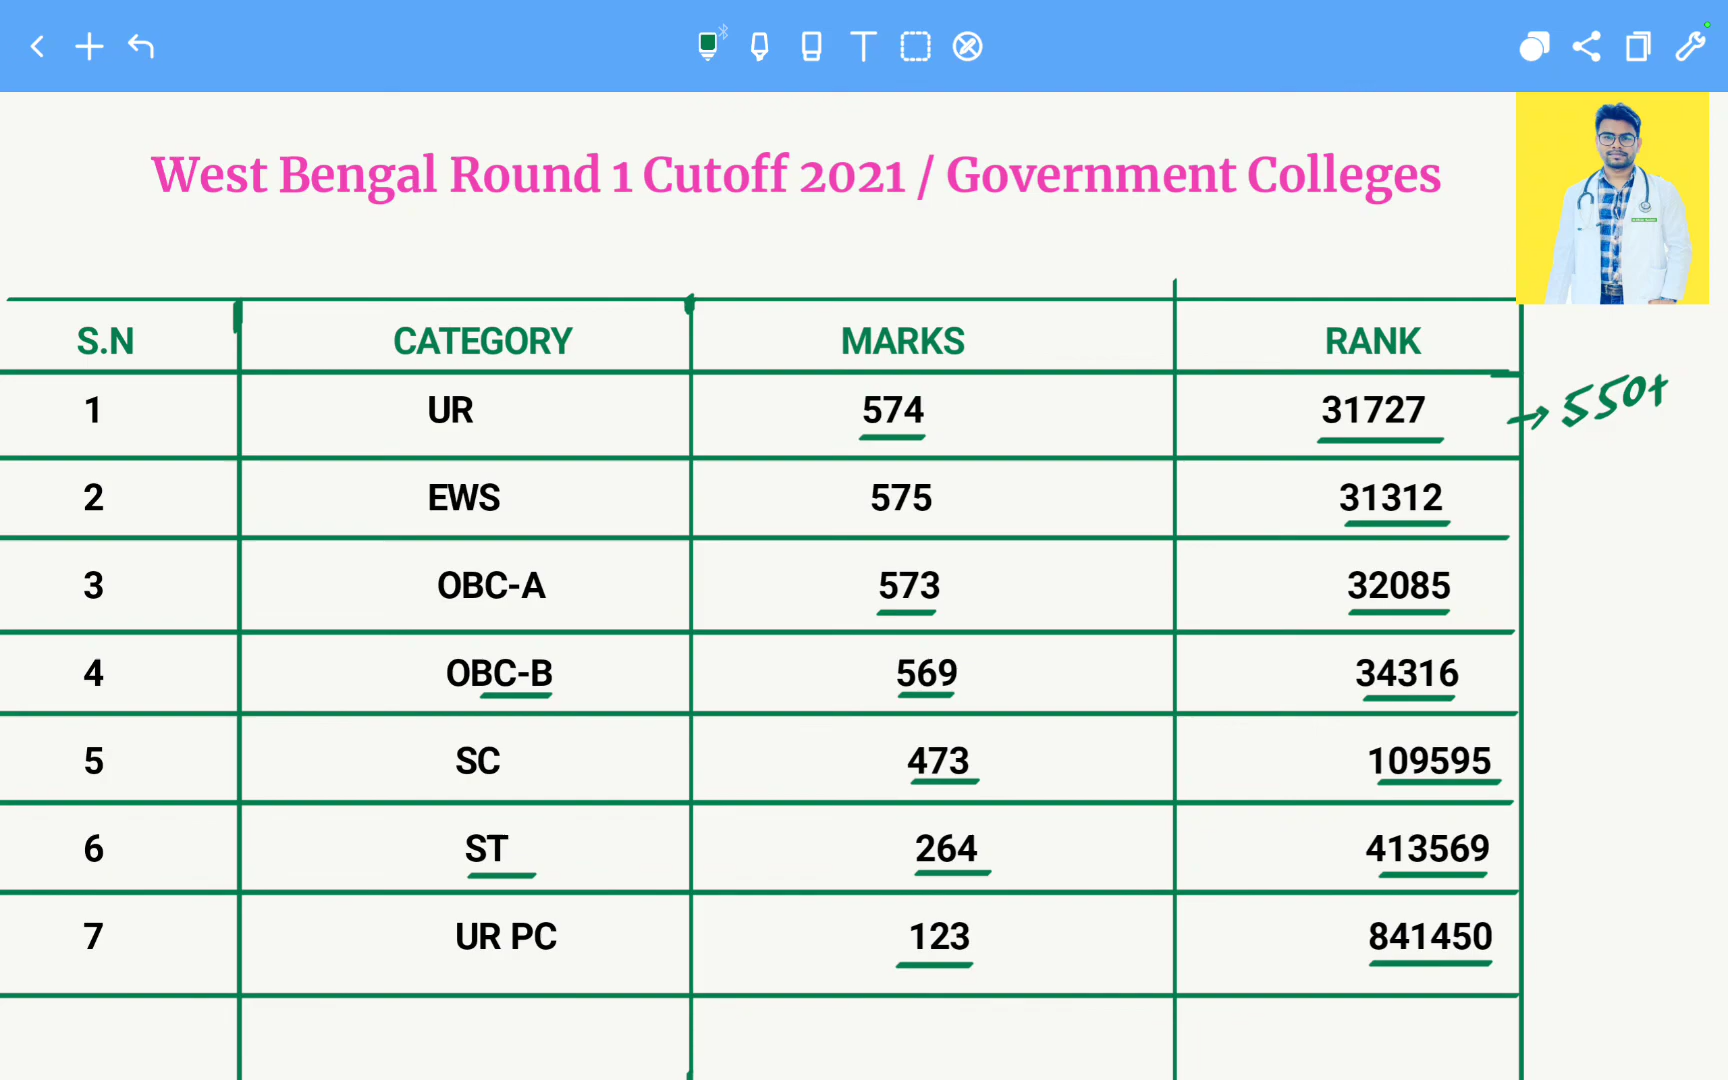 West Bengal Round 1 Cutoff 2021 / Government Colleges
S.N CATEGORY MARKS RANK
1 UR 574 31727 → 550+
2 EWS 575 31312
3 OBC-A 573 32085
4 OBC-B 569 34316
5 SC 473 109595
6 ST 264 413569
7 UR PC 123 841450